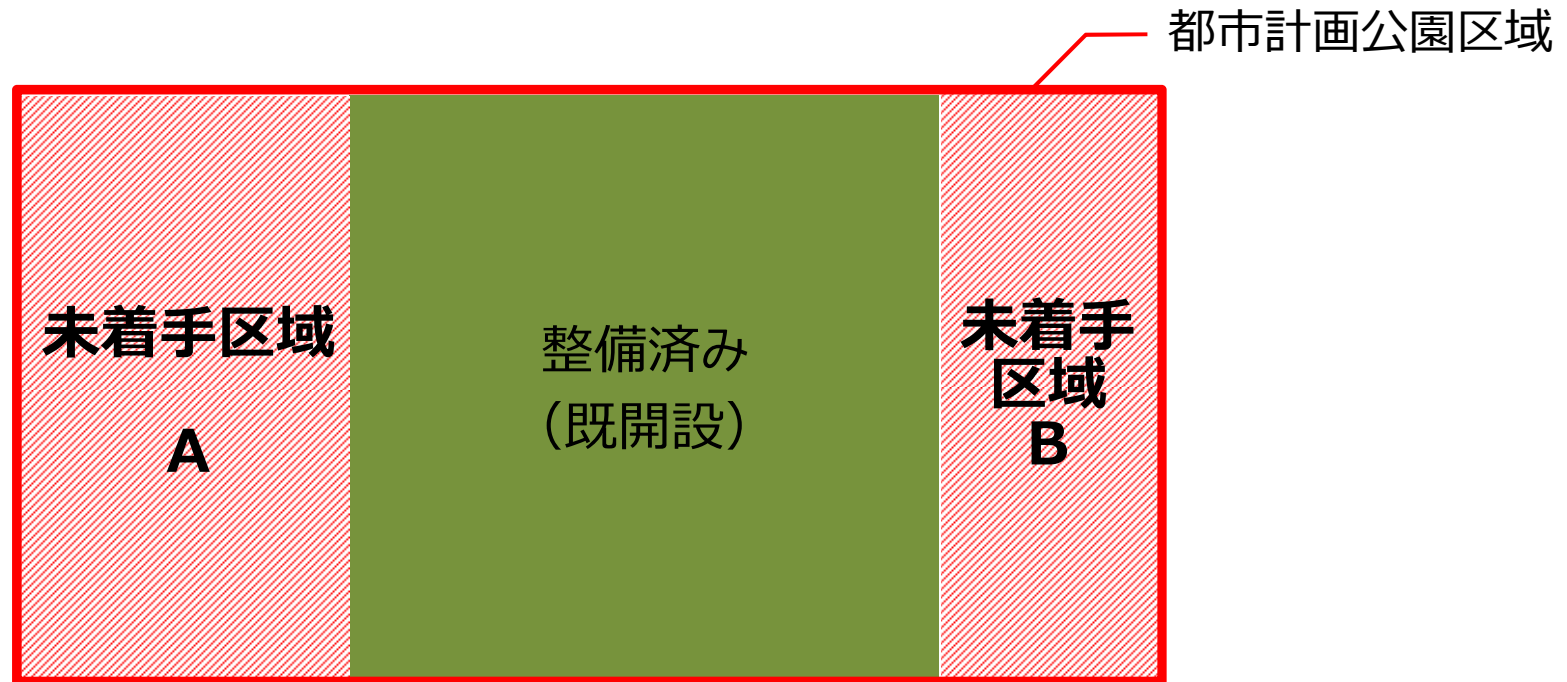 都市計画公園区域
未着手区域
A
整備済み
（既開設）
未着手
区域
B